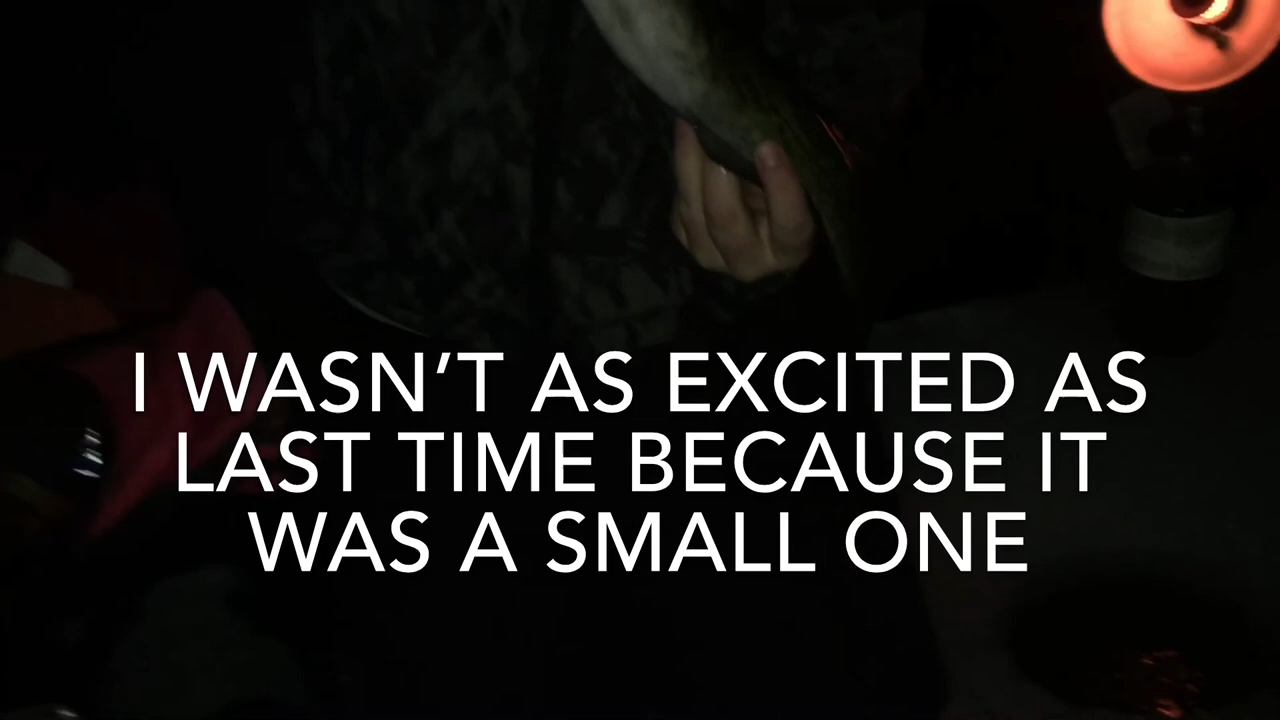 I WASN’T AS EXCITED AS
LAST TIME BECAUSE IT
WAS A SMALL ONE